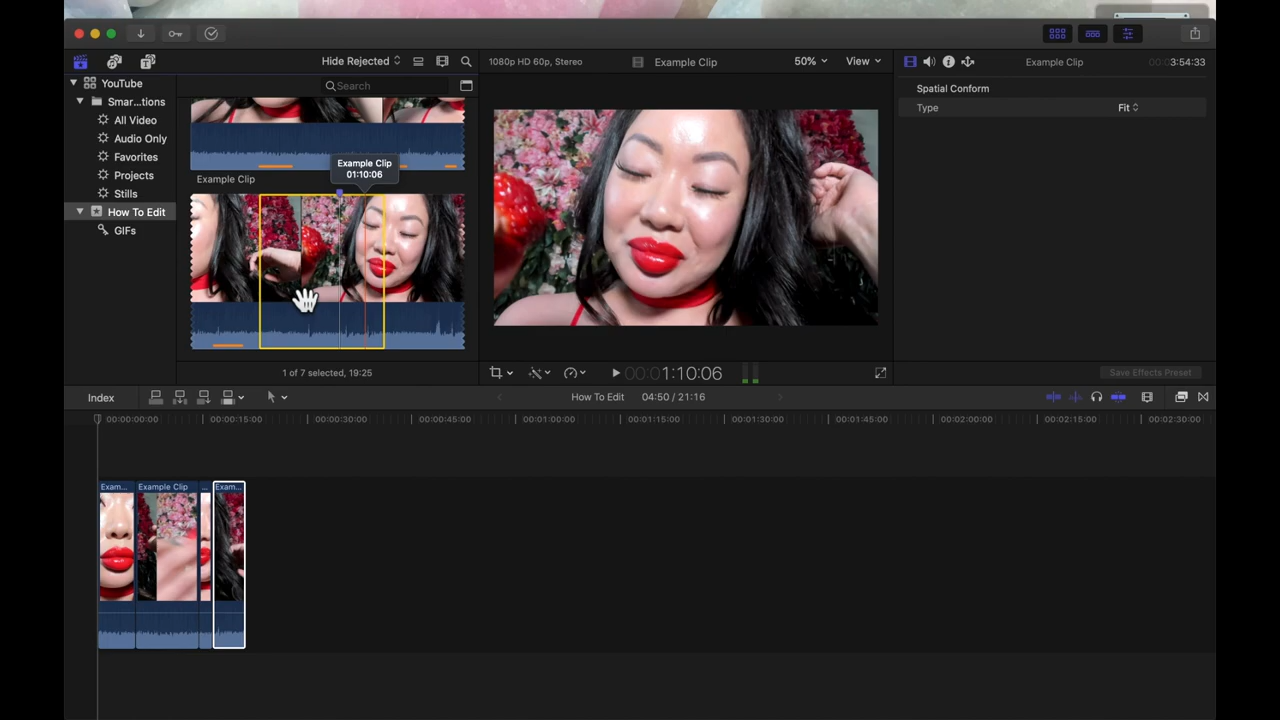 Hide Rejected
1080p HD 60p, Stereo
Example Clip
50%
View
Example Clip
3:54:33
YouTube
Smar...tions
All Video
Audio Only
Favorites
Projects
Stills
How To Edit
GIFs
Search
Example Clip
01:10:06
Example Clip
1 of 7 selected, 19:25
Spatial Conform
Type
Fit
00:00:01:10:06
Save Effects Preset
Index
How To Edit
04:50 / 21:16
00:00:00:00
00:00:15:00
00:00:30:00
00:00:45:00
00:01:00:00
00:01:15:00
00:01:30:00
00:01:45:00
00:02:00:00
00:02:15:00
00:02:30:00
Exam...
Example Clip
...
Exam...